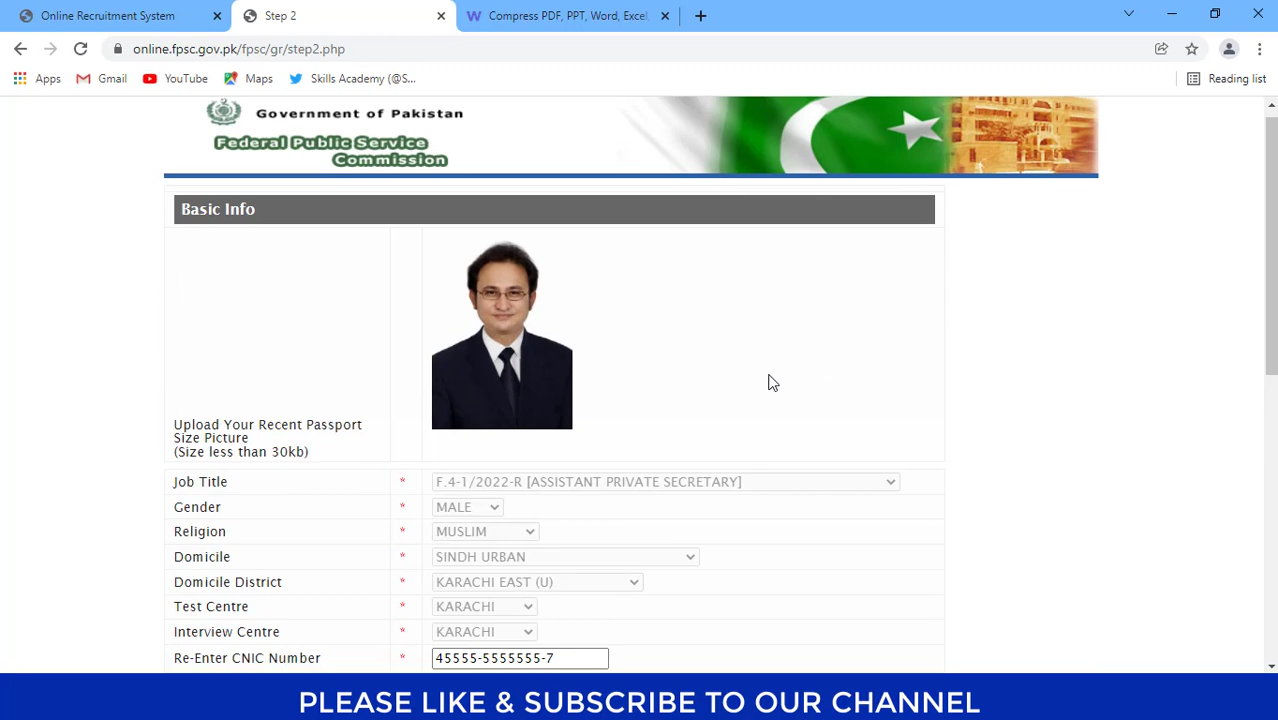 Online Recruitment System
Step 2
Compress PDF, PPT, Word, Excel,
online.fpsc.gov.pk/fpsc/gr/step2.php
Apps
Gmail
YouTube
Maps
Skills Academy (@S...
Reading list
Government of Pakistan
Federal Public Service
Commission
Basic Info
Upload Your Recent Passport
Size Picture
(Size less than 30kb)
Job Title * F.4-1/2022-R [ASSISTANT PRIVATE SECRETARY]
Gender * MALE
Religion * MUSLIM
Domicile * SINDH URBAN
Domicile District * KARACHI EAST (U)
Test Centre * KARACHI
Interview Centre * KARACHI
Re-Enter CNIC Number * 45555-5555555-7
PLEASE LIKE & SUBSCRIBE TO OUR CHANNEL